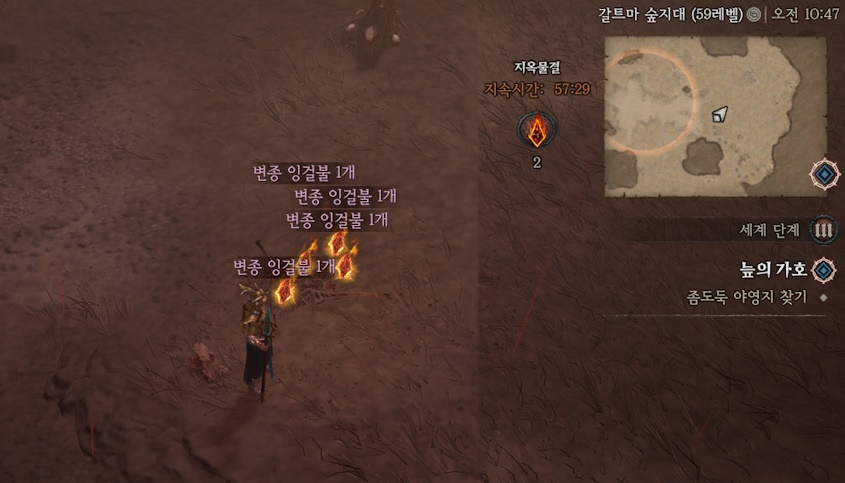 갈트마 숲지대 (59레벨) | 오전 10:47
지옥물결
지속시간: 57:29
2
변종 잉걸불 1개
변종 잉걸불 1개
변종 잉걸불 1개
변종 잉걸불 1개
세계 단계 III
늪의 가호
좀도둑 야영지 찾기